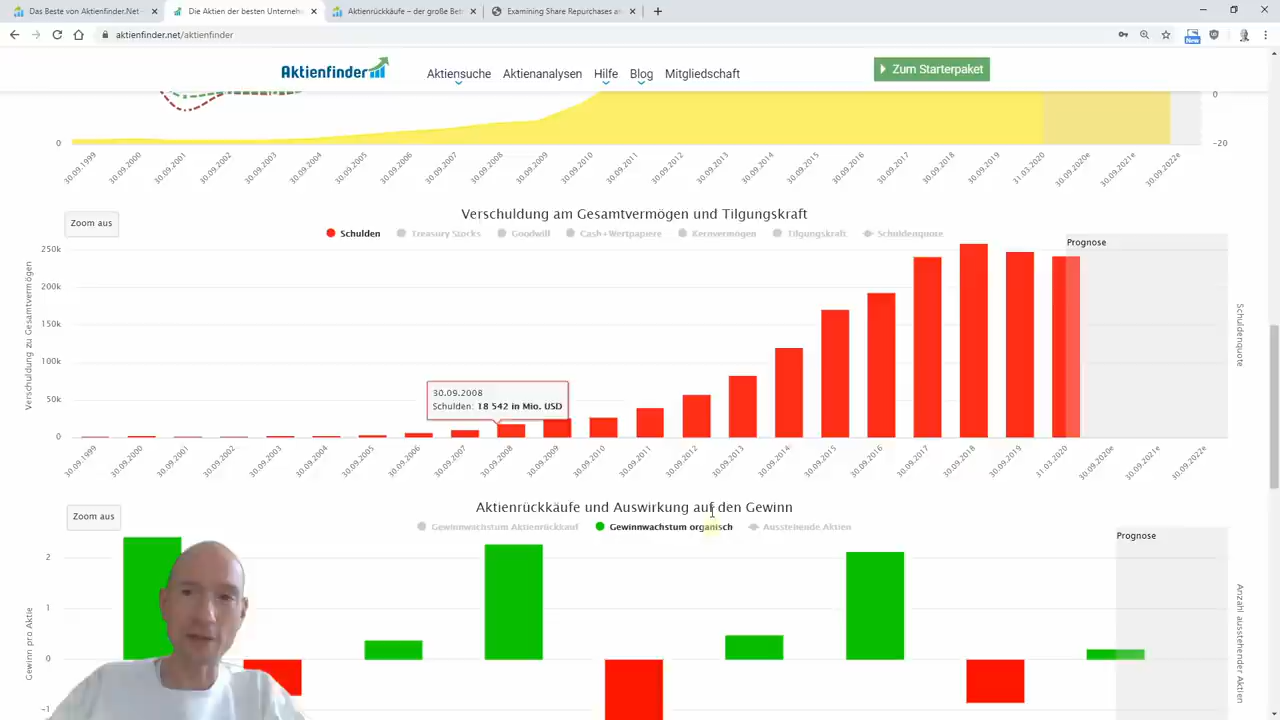 Das Beste von Aktienfinder.Net -
Die Aktien der besten Unterneh
Aktienrückkäufe – der große Bet
Examining Share Repurchases an
aktienfinder.net/aktienfinder
New
Aktienfinder
Aktiensuche Aktienanalysen Hilfe Blog Mitgliedschaft
Zum Starterpaket
0
0
-20
30.09.1999 30.09.2000 30.09.2001 30.09.2002 30.09.2003 30.09.2004 30.09.2005 30.09.2006 30.09.2007 30.09.2008 30.09.2009 30.09.2010 30.09.2011 30.09.2012 30.09.2013 30.09.2014 30.09.2015 30.09.2016 30.09.2017 30.09.2018 30.09.2019 31.03.2020 30.09.2020e 30.09.2021e 30.09.2022e
Zoom aus
Verschuldung am Gesamtvermögen und Tilgungskraft
Schulden Treasury Stocks Goodwill Cash+Wertpapiere Kernvermögen Tilgungskraft Schuldenquote
Prognose
Verschuldung zu Gesamtvermögen
250k
200k
150k
100k
50k
0
Schuldenquote
30.09.2008
Schulden: 18 542 in Mio. USD
30.09.1999 30.09.2000 30.09.2001 30.09.2002 30.09.2003 30.09.2004 30.09.2005 30.09.2006 30.09.2007 30.09.2008 30.09.2009 30.09.2010 30.09.2011 30.09.2012 30.09.2013 30.09.2014 30.09.2015 30.09.2016 30.09.2017 30.09.2018 30.09.2019 31.03.2020 30.09.2020e 30.09.2021e 30.09.2022e
Zoom aus
Aktienrückkäufe und Auswirkung auf den Gewinn
Gewinnwachstum Aktienrückkauf Gewinnwachstum organisch Ausstehende Aktien
Prognose
Gewinn pro Aktie
2
1
0
-1
Anzahl ausstehender Aktien